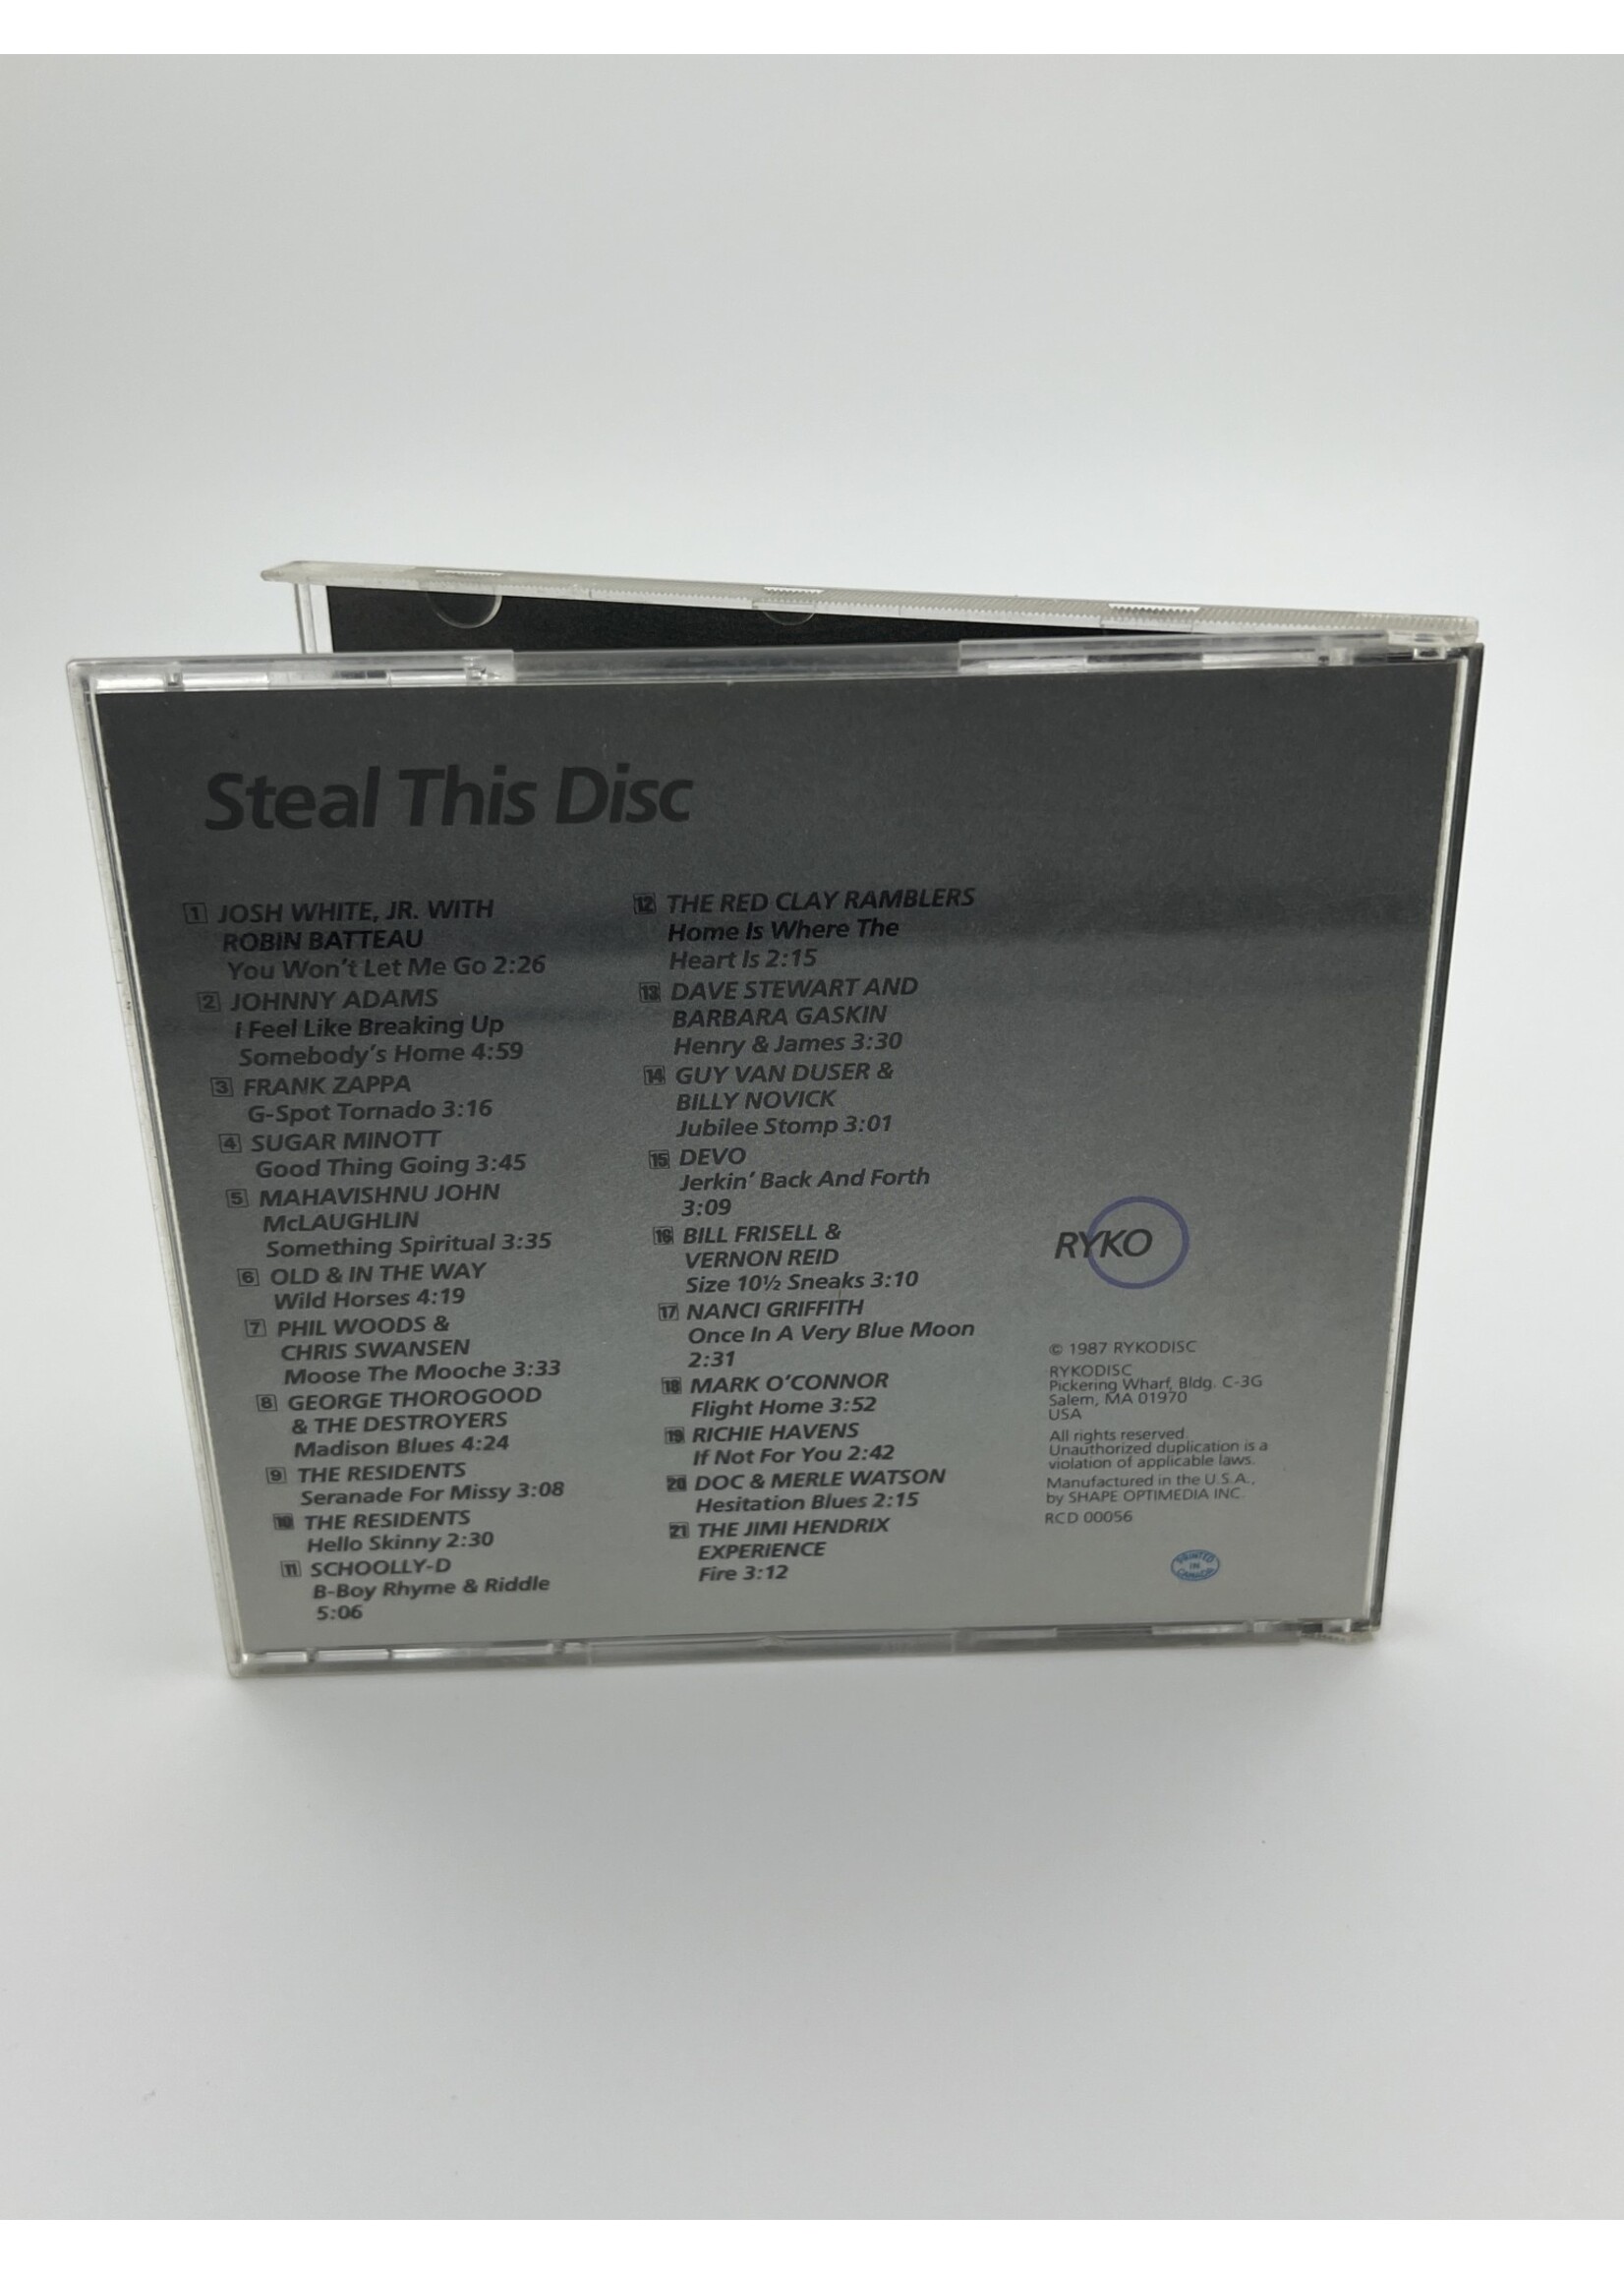 Steal This Disc
1 JOSH WHITE, JR. WITH
ROBIN BATTEAU
You Won't Let Me Go 2:26
2 JOHNNY ADAMS
I Feel Like Breaking Up
Somebody's Home 4:59
3 FRANK ZAPPA
G-Spot Tornado 3:16
4 SUGAR MINOTT
Good Thing Going 3:45
5 MAHAVISHNU JOHN
McLAUGHLIN
Something Spiritual 3:35
6 OLD & IN THE WAY
Wild Horses 4:19
7 PHIL WOODS &
CHRIS SWANSEN
Moose The Mooche 3:33
8 GEORGE THOROGOOD
& THE DESTROYERS
Madison Blues 4:24
9 THE RESIDENTS
Seranade For Missy 3:08
10 THE RESIDENTS
Hello Skinny 2:30
11 SCHOOLLY-D
B-Boy Rhyme & Riddle
5:06
12 THE RED CLAY RAMBLERS
Home Is Where The
Heart Is 2:15
13 DAVE STEWART AND
BARBARA GASKIN
Henry & James 3:30
14 GUY VAN DUSER &
BILLY NOVICK
Jubilee Stomp 3:01
15 DEVO
Jerkin' Back And Forth
3:09
16 BILL FRISELL &
VERNON REID
Size 10½ Sneaks 3:10
17 NANCI GRIFFITH
Once In A Very Blue Moon
2:31
18 MARK O'CONNOR
Flight Home 3:52
19 RICHIE HAVENS
If Not For You 2:42
20 DOC & MERLE WATSON
Hesitation Blues 2:15
21 THE JIMI HENDRIX
EXPERIENCE
Fire 3:12
RYKO
© 1987 RYKODISC
RYKODISC
Pickering Wharf, Bldg. C-3G
Salem, MA 01970
USA
All rights reserved.
Unauthorized duplication is a
violation of applicable laws.
Manufactured in the U.S.A.,
by SHAPE OPTIMEDIA INC.
RCD 00056
PRINTED
IN
CANADA